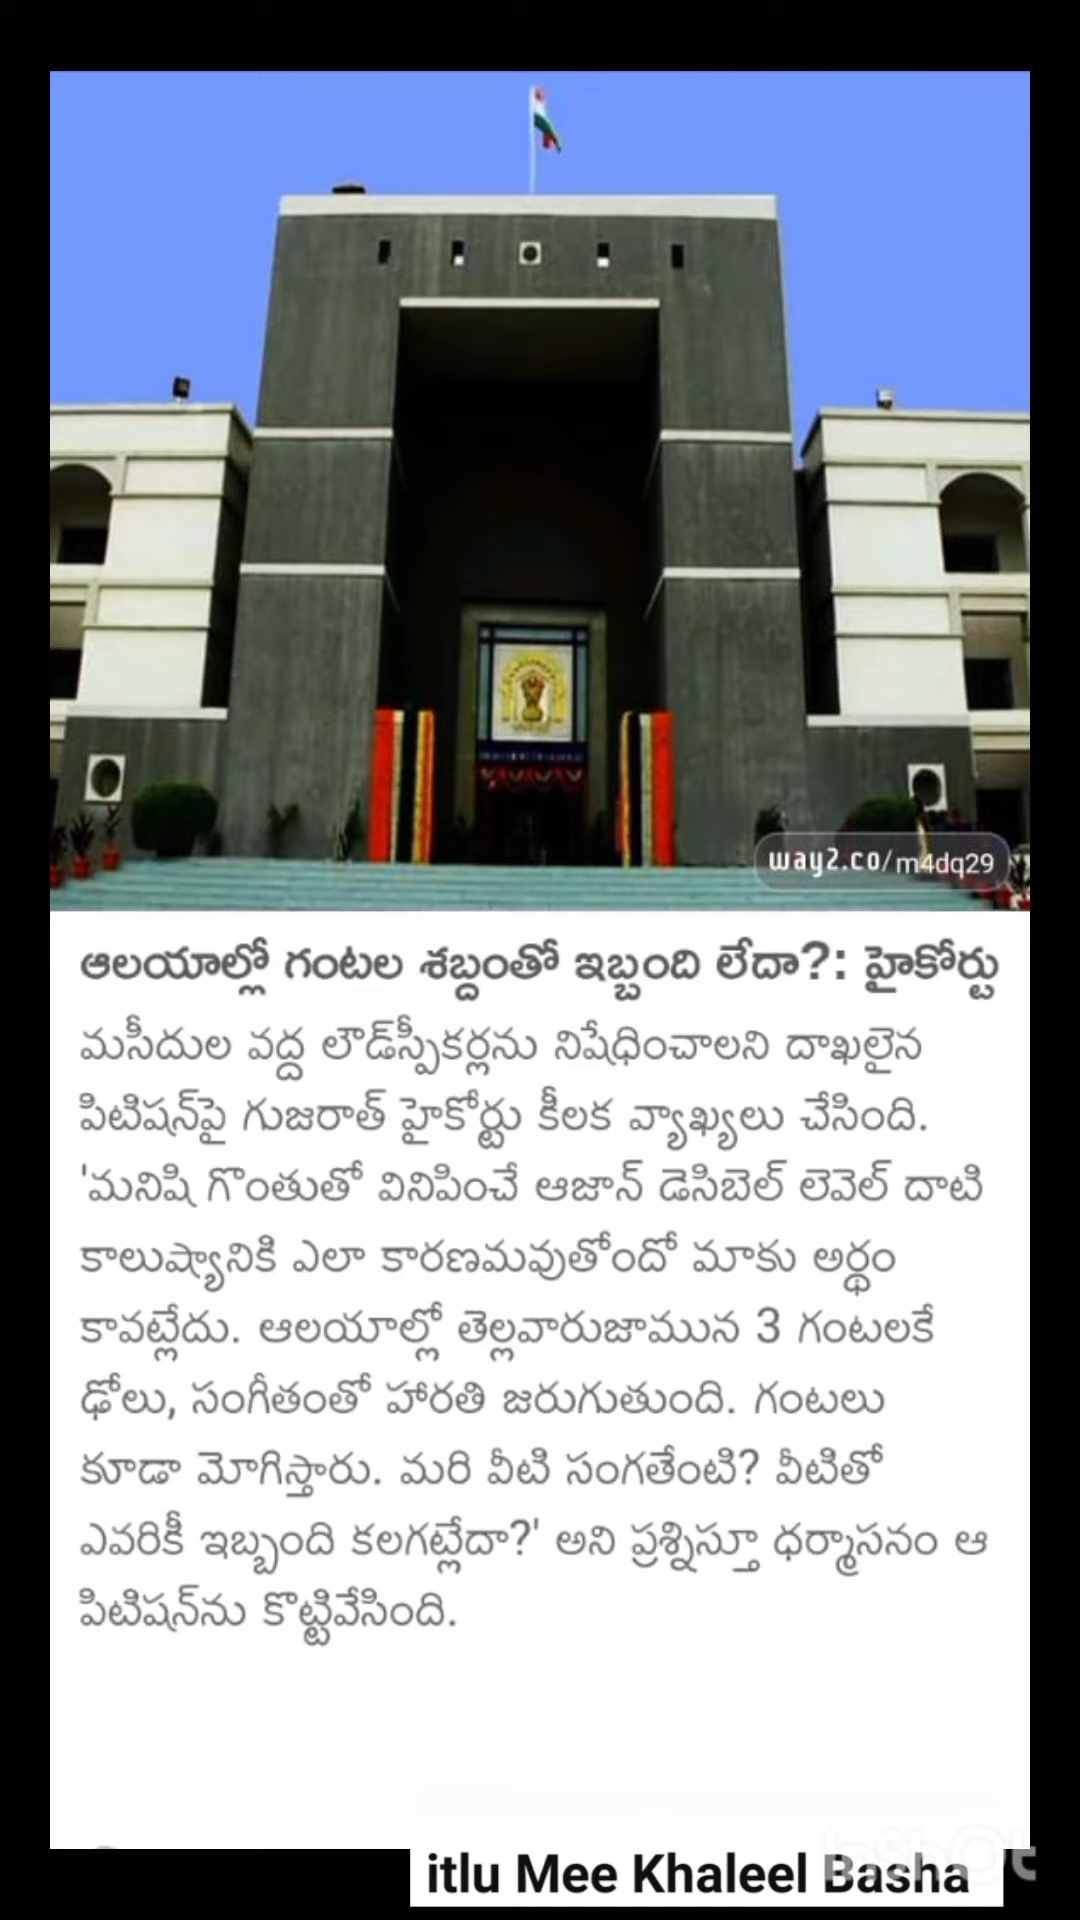 way2.co/m4dq29
ఆలయాల్లో గంటల శబ్దంతో ఇబ్బంది లేదా?: హైకోర్టు
మసీదుల వద్ద లౌడ్‌స్పీకర్లను నిషేధించాలని దాఖలైన
పిటిషన్‌పై గుజరాత్ హైకోర్టు కీలక వ్యాఖ్యలు చేసింది.
'మనిషి గొంతుతో వినిపించే ఆజాన్ డెసిబెల్ లెవెల్ దాటి
కాలుష్యానికి ఎలా కారణమవుతోందో మాకు అర్థం
కావట్లేదు. ఆలయాల్లో తెల్లవారుజామున 3 గంటలకే
ఢోలు, సంగీతంతో హారతి జరుగుతుంది. గంటలు
కూడా మోగిస్తారు. మరి వీటి సంగతేంటి? వీటితో
ఎవరికీ ఇబ్బంది కలగట్లేదా?' అని ప్రశ్నిస్తూ ధర్మాసనం ఆ
పిటిషన్‌ను కొట్టివేసింది.
InShOt
itlu Mee Khaleel Basha